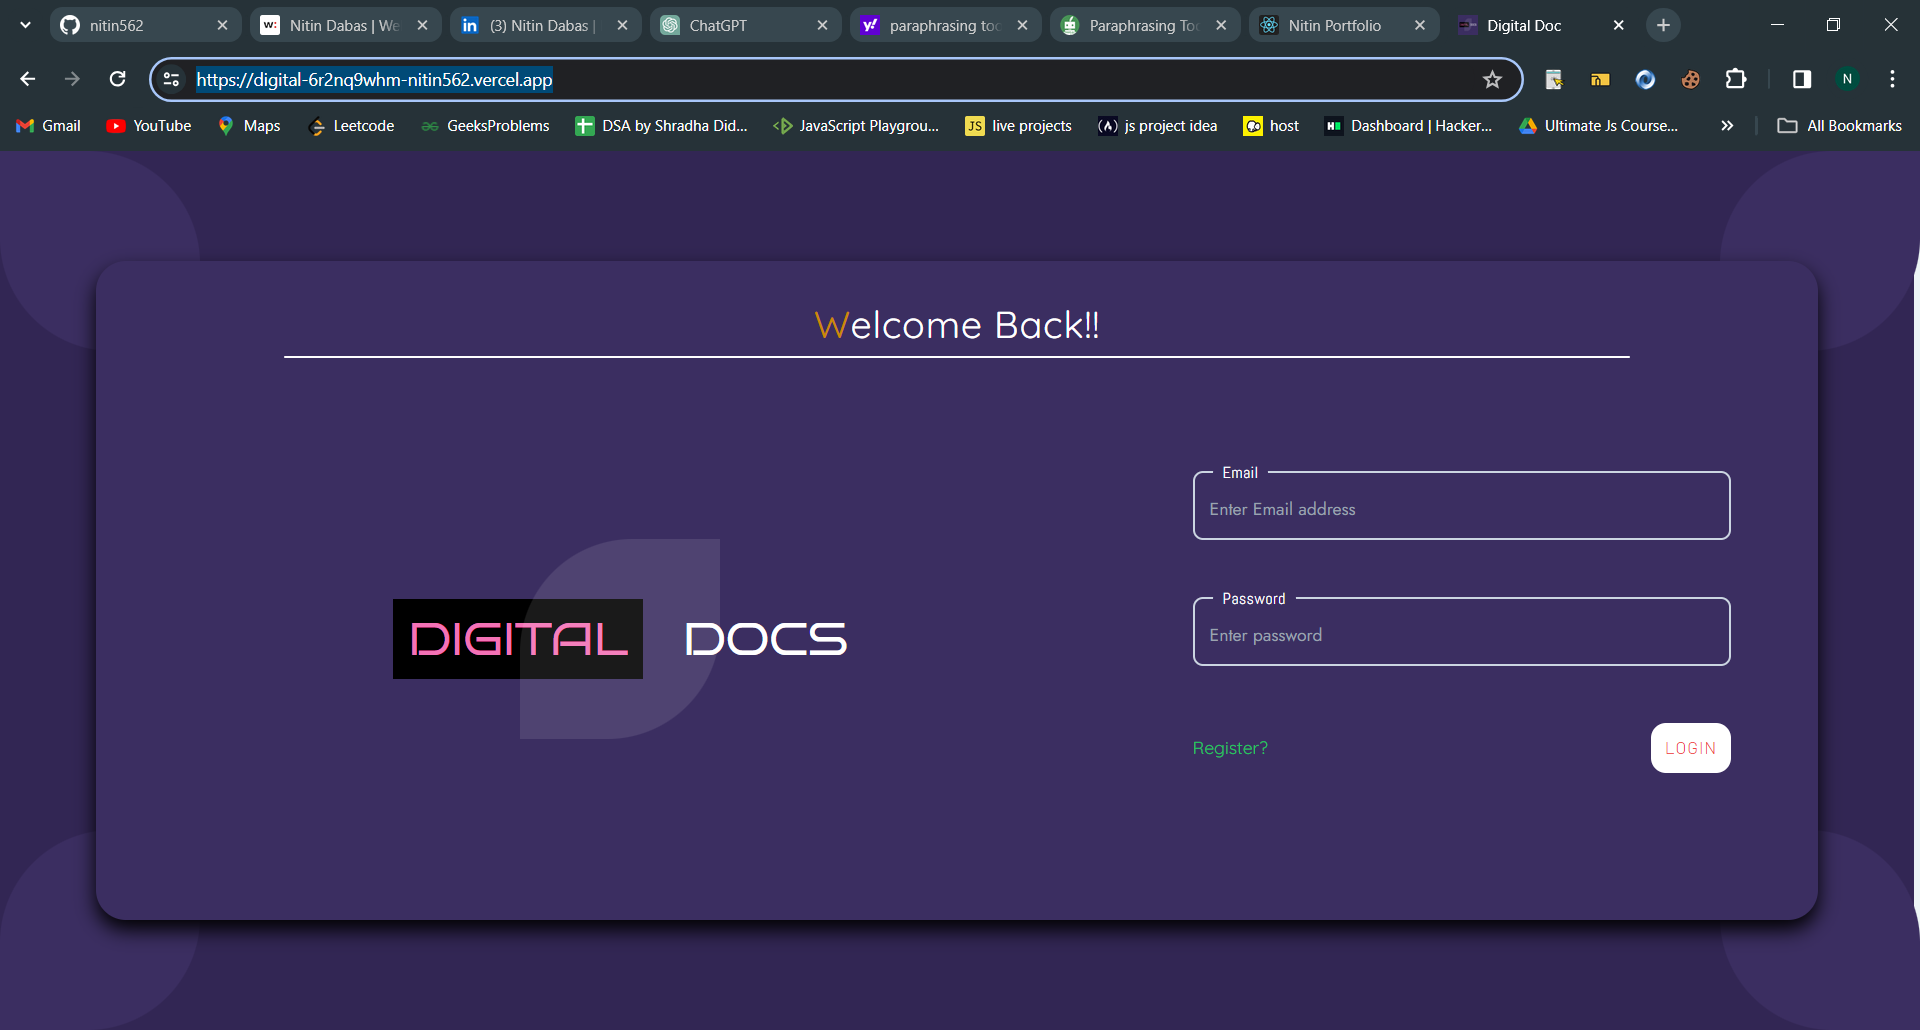 nitin562
Nitin Dabas | We
(3) Nitin Dabas |
ChatGPT
paraphrasing too
Paraphrasing Too
Nitin Portfolio
Digital Doc
https://digital-6r2nq9whm-nitin562.vercel.app
N
Gmail
YouTube
Maps
Leetcode
GeeksProblems
DSA by Shradha Did...
JavaScript Playgrou...
JS
live projects
js project idea
host
Dashboard | Hacker...
Ultimate Js Course...
All Bookmarks
Welcome Back!!
Email
Enter Email address
Password
Enter password
DIGITAL DOCS
Register?
LOGIN